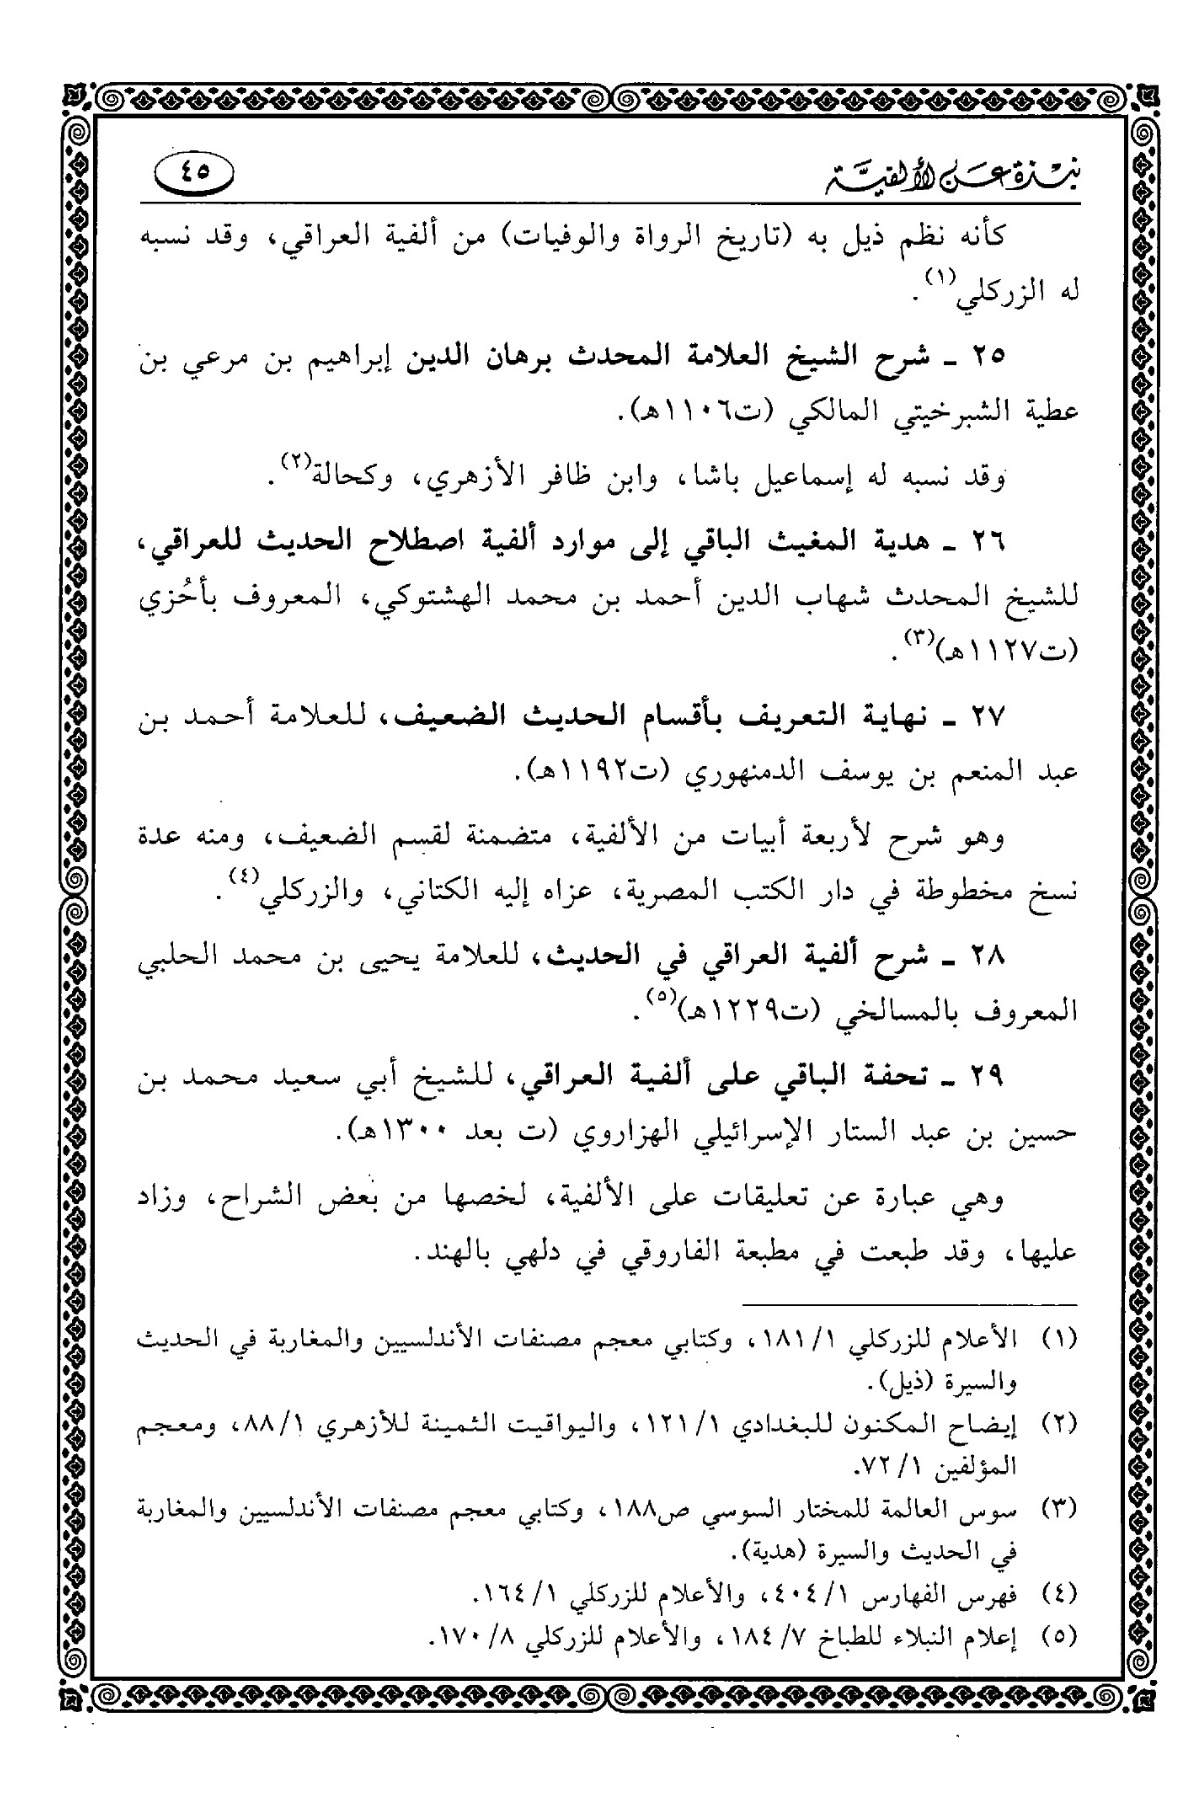 نبذة عن الألفية
٤٥
كأنه نظم ذيل به (تاريخ الرواة والوفيات) من ألفية العراقي، وقد نسبه
له الزركلي(١).
٢٥ ـ شرح الشيخ العلامة المحدث برهان الدين إبراهيم بن مرعي بن
عطية الشبرخيتي المالكي (ت١١٠٦هـ).
وقد نسبه له إسماعيل باشا، وابن ظافر الأزهري، وكحالة(٢).
٢٦ ـ هدية المغيث الباقي إلى موارد ألفية اصطلاح الحديث للعراقي،
للشيخ المحدث شهاب الدين أحمد بن محمد الهشتوكي، المعروف بأحُزي
(ت١١٢٧هـ)(٣).
٢٧ ـ نهاية التعريف بأقسام الحديث الضعيف، للعلامة أحمد بن
عبد المنعم بن يوسف الدمنهوري (ت١١٩٢هـ).
وهو شرح لأربعة أبيات من الألفية، متضمنة لقسم الضعيف، ومنه عدة
نسخ مخطوطة في دار الكتب المصرية، عزاه إليه الكتاني، والزركلي(٤).
٢٨ ـ شرح ألفية العراقي في الحديث، للعلامة يحيى بن محمد الحلبي
المعروف بالمسالخي (ت١٢٢٩هـ)(٥).
٢٩ ـ تحفة الباقي على ألفية العراقي، للشيخ أبي سعيد محمد بن
حسين بن عبد الستار الإسرائيلي الهزاروي (ت بعد ١٣٠٠هـ).
وهي عبارة عن تعليقات على الألفية، لخصها من بعض الشراح، وزاد
عليها، وقد طبعت في مطبعة الفاروقي في دلهي بالهند.
(١) الأعلام للزركلي ١/ ١٨١، وكتابي معجم مصنفات الأندلسيين والمغاربة في الحديث
والسيرة (ذيل).
(٢) إيضاح المكنون للبغدادي ١/ ١٢١، واليواقيت الثمينة للأزهري ١/ ٨٨، ومعجم
المؤلفين ١/ ٧٢.
(٣) سوس العالمة للمختار السوسي ص١٨٨، وكتابي معجم مصنفات الأندلسيين والمغاربة
في الحديث والسيرة (هدية).
(٤) فهرس الفهارس ١/ ٤٠٤، والأعلام للزركلي ١/ ١٦٤.
(٥) إعلام النبلاء للطباخ ٧/ ١٨٤، والأعلام للزركلي ٨/ ١٧٠.